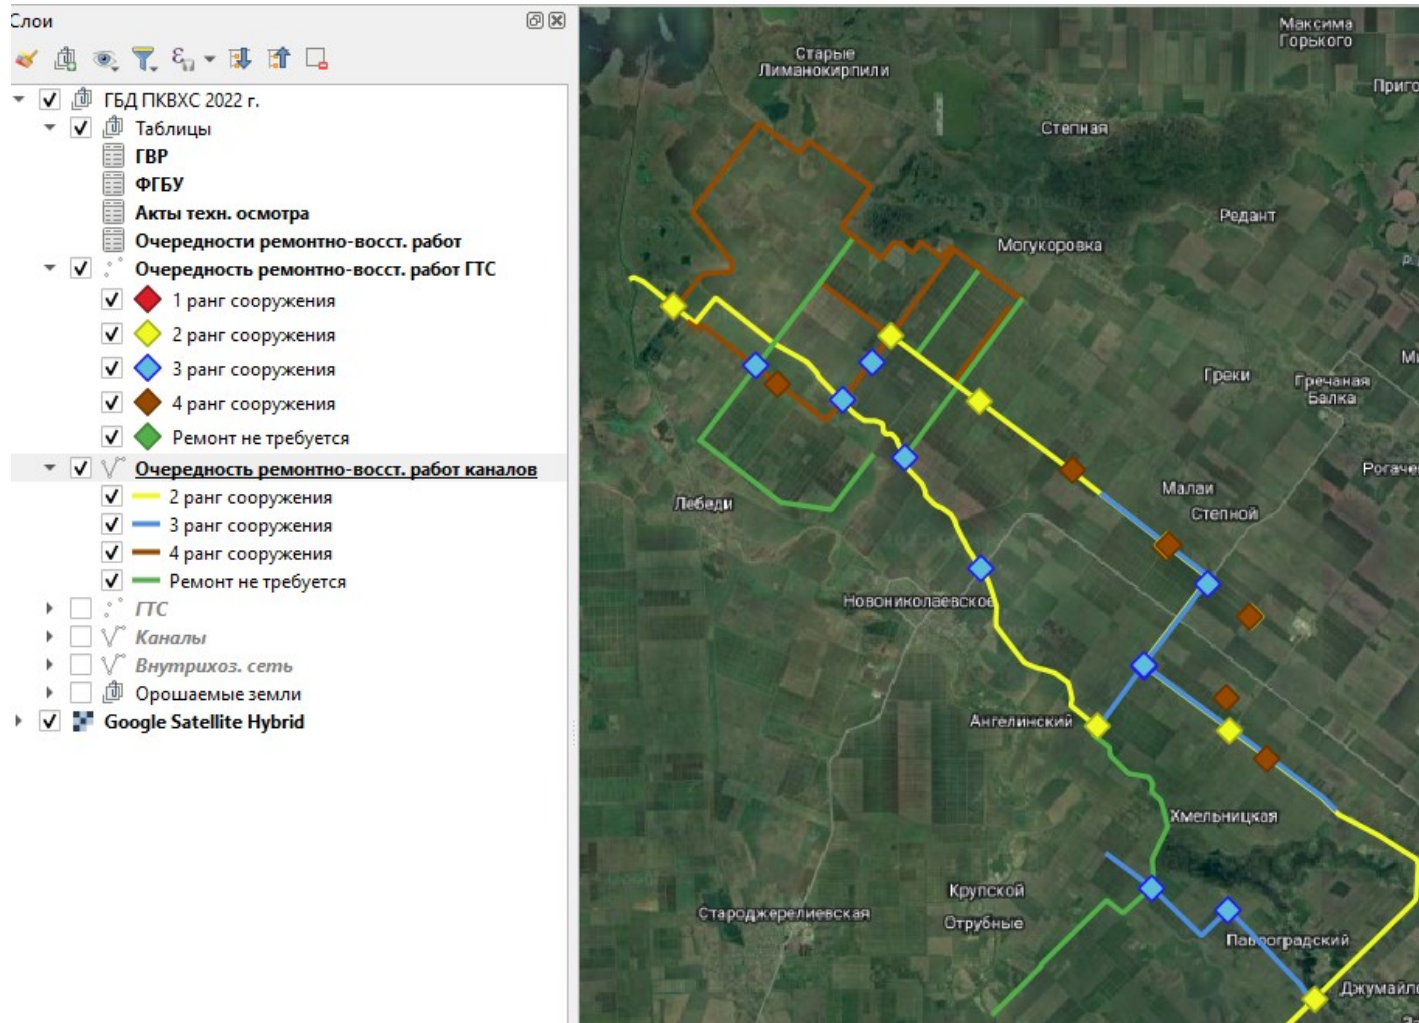 Слои
ГБД ПКВХС 2022 г.
Таблицы
ГВР
ФГБУ
Акты техн. осмотра
Очередности ремонтно-восст. работ
Очередность ремонтно-восст. работ ГТС
1 ранг сооружения
2 ранг сооружения
3 ранг сооружения
4 ранг сооружения
Ремонт не требуется
Очередность ремонтно-восст. работ каналов
2 ранг сооружения
3 ранг сооружения
4 ранг сооружения
Ремонт не требуется
ГТС
Каналы
Внутрихоз. сеть
Орошаемые земли
Google Satellite Hybrid
Максима
Горького
Старые
Лиманокирпили
Приго
Степная
Редант
Могукоровка
Греки
Гречаная
Балка
Рогаче
Малаи
Степной
Лебеди
Новониколаевское
Ангелинский
Хмельницкая
Крупской
Отрубные
Староджерелиевская
Павроградский
Джумайл